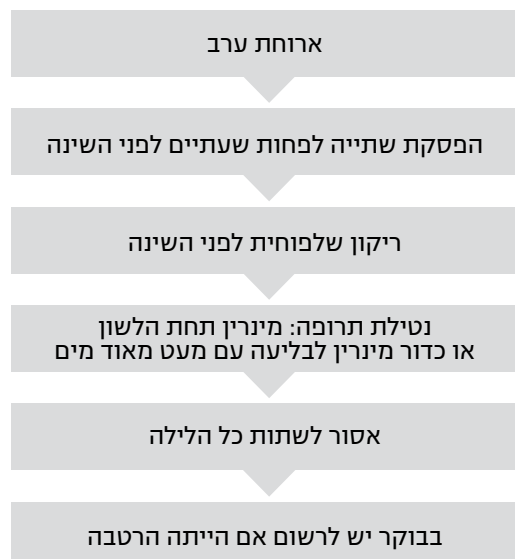 ארוחת ערב
הפסקת שתייה לפחות שעתיים לפני השינה
ריקון שלפוחית לפני השינה
נטילת תרופה: מינרין תחת הלשון
או כדור מינרין לבליעה עם מעט מאוד מים
אסור לשתות כל הלילה
בבוקר יש לרשום אם הייתה הרטבה